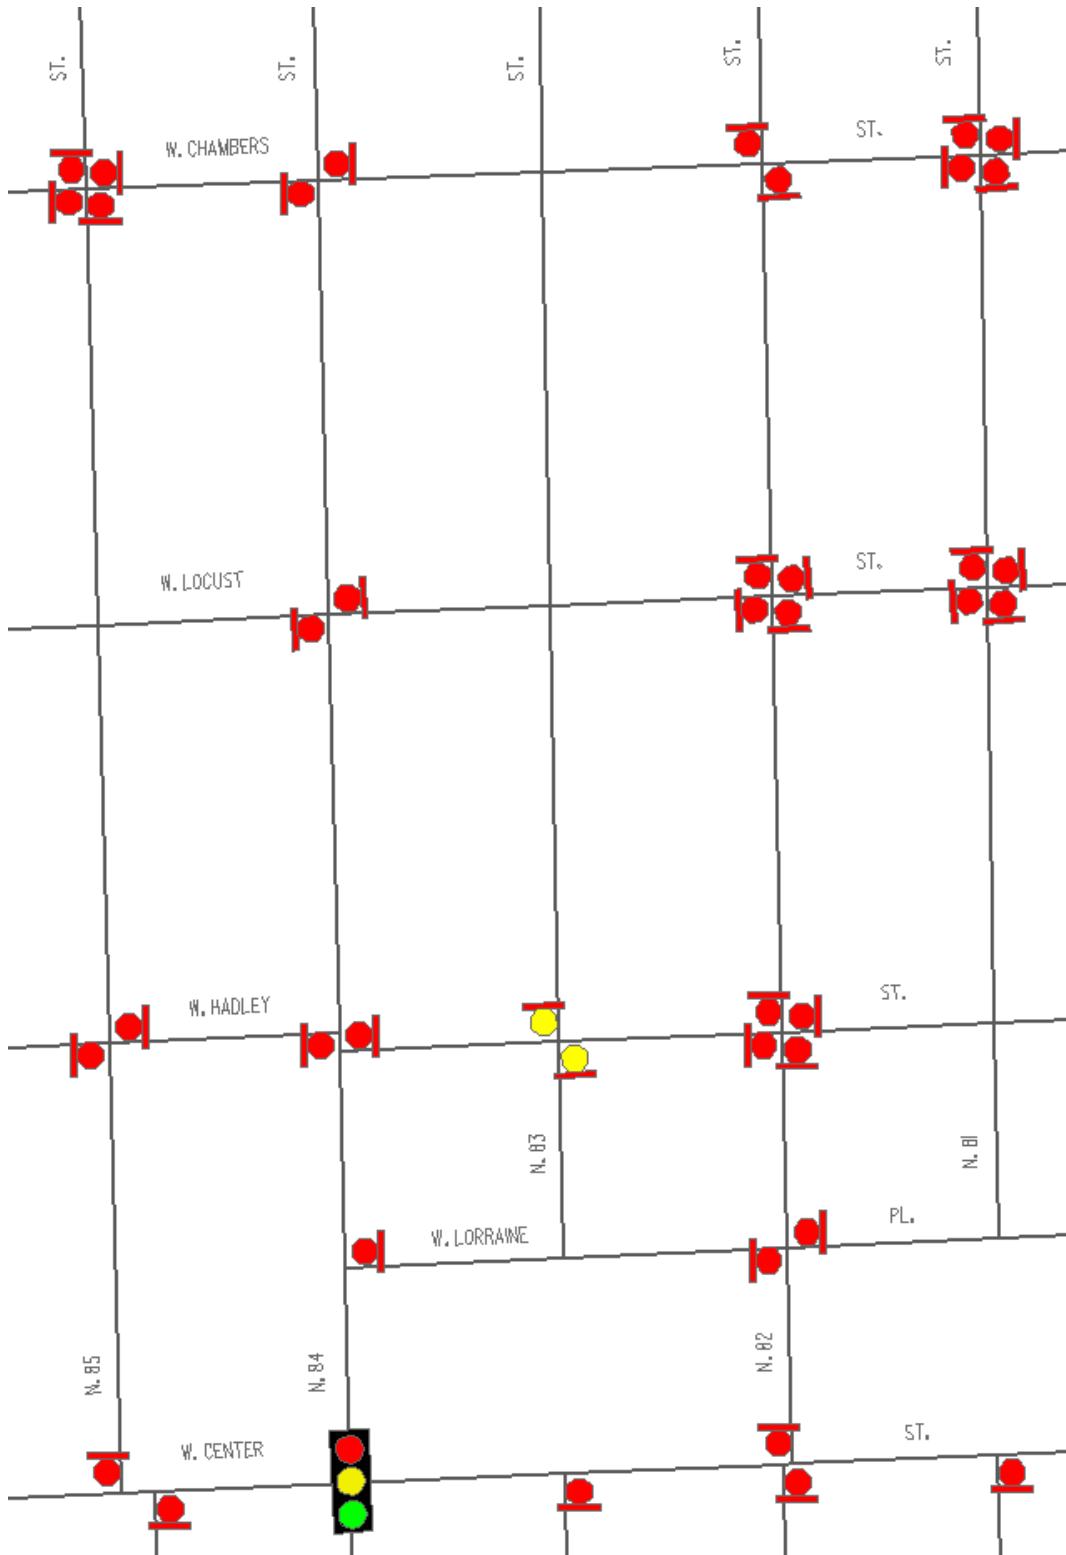 ST.
ST.
ST.
ST.
ST.
W. CHAMBERS
ST.
W. LOCUST
ST.
W. HADLEY
ST.
N. 83
N. 81
W. LORRAINE
PL.
N. 85
N. 84
N. 82
W. CENTER
ST.